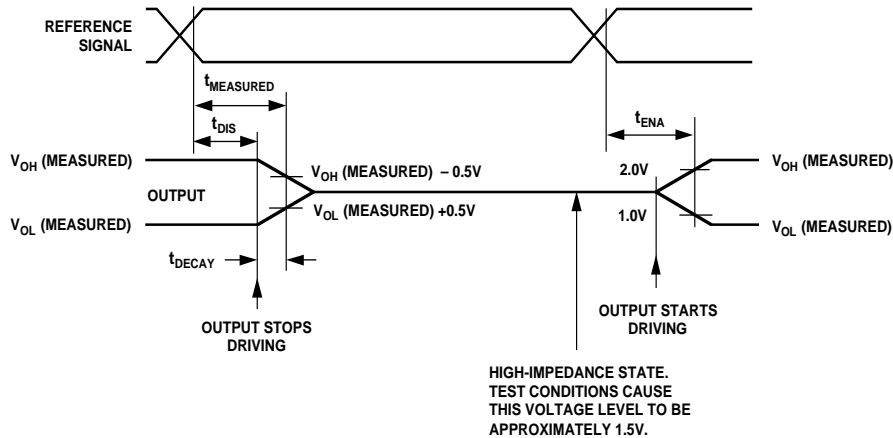 REFERENCE
SIGNAL
tMEASURED
tDIS
tENA
VOH (MEASURED)
VOH (MEASURED) – 0.5V
2.0V
VOH (MEASURED)
OUTPUT
VOL (MEASURED) +0.5V
1.0V
VOL (MEASURED)
VOL (MEASURED)
tDECAY
OUTPUT STOPS
DRIVING
OUTPUT STARTS
DRIVING
HIGH-IMPEDANCE STATE.
TEST CONDITIONS CAUSE
THIS VOLTAGE LEVEL TO BE
APPROXIMATELY 1.5V.